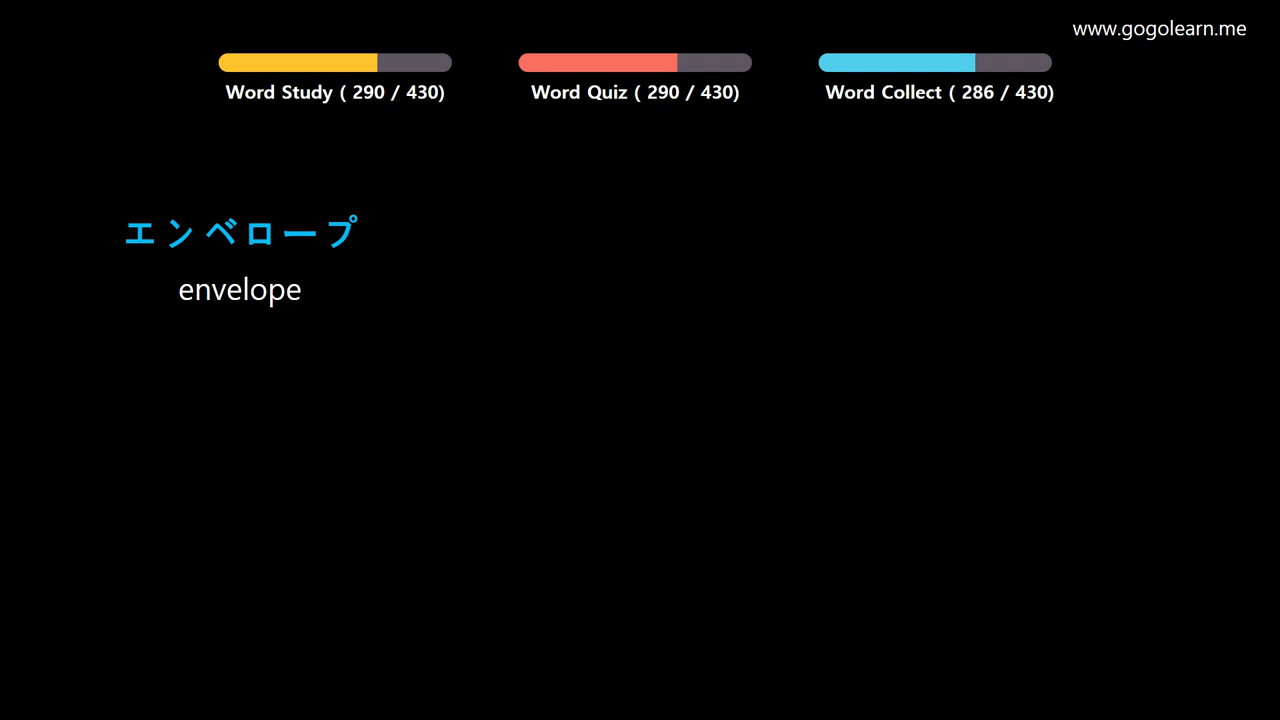 www.gogolearn.me
Word Study ( 290 / 430)
Word Quiz ( 290 / 430)
Word Collect ( 286 / 430)
エンベロープ
envelope